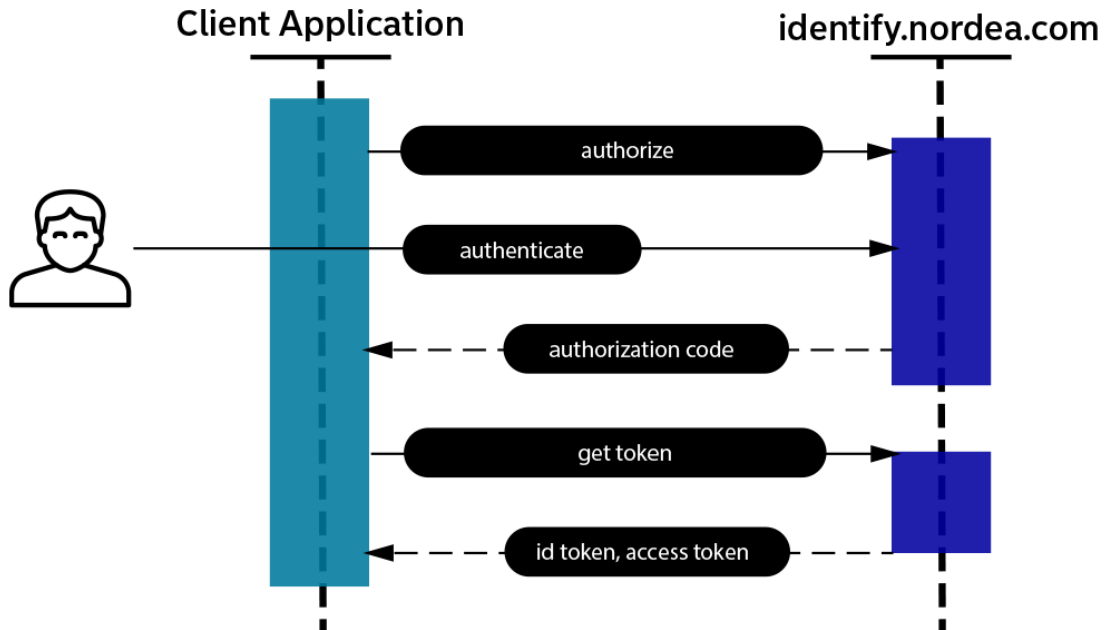 Client Application
identify.nordea.com
authorize
authenticate
authorization code
get token
id token, access token